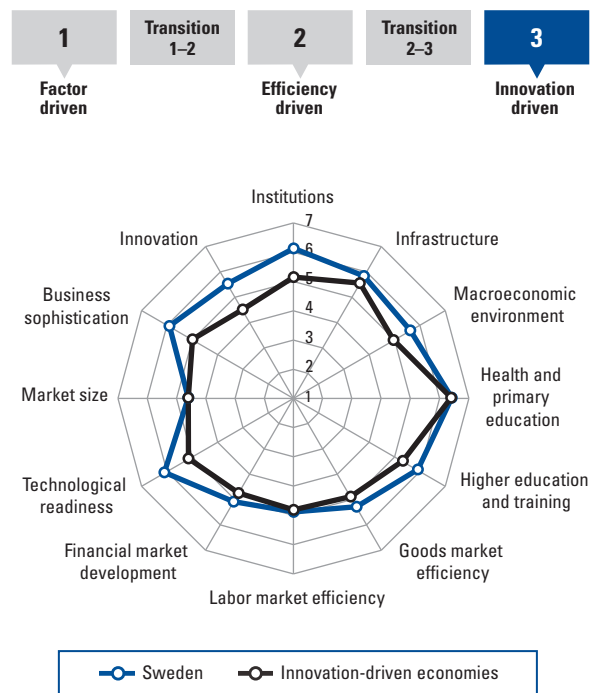 1
Transition
1–2
2
Transition
2–3
3
Factor
driven
Efficiency
driven
Innovation
driven
Institutions
7
Innovation
6
Infrastructure
5
Business
sophistication
4
Macroeconomic
environment
3
2
Market size
1
Health and
primary
education
Technological
readiness
Higher education
and training
Financial market
development
Goods market
efficiency
Labor market efficiency
Sweden
Innovation-driven economies